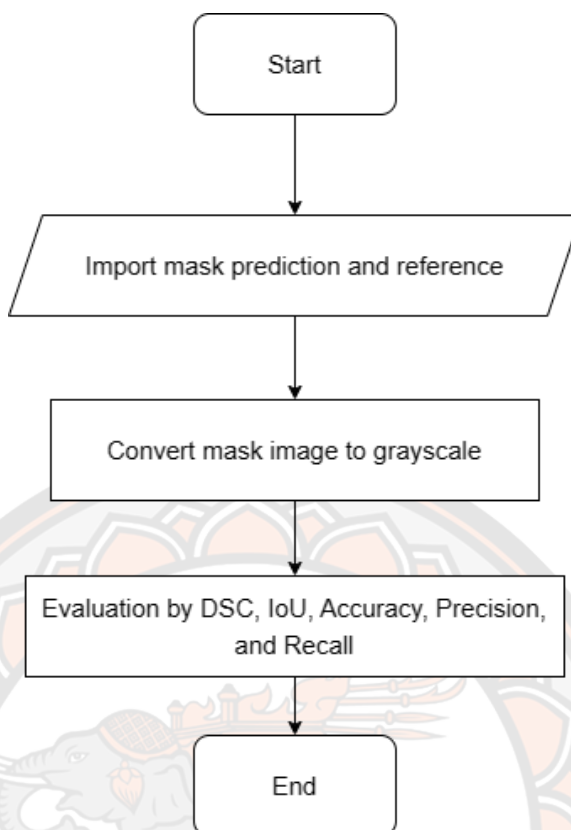 Start
Import mask prediction and reference
Convert mask image to grayscale
Evaluation by DSC, IoU, Accuracy, Precision,
and Recall
End